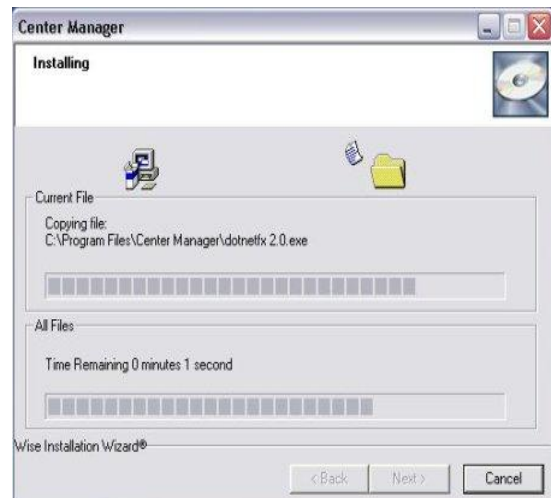 Center Manager
Installing
Current File
Copying file:
C:\Program Files\Center Manager\dotnetfx 2.0.exe
All Files
Time Remaining 0 minutes 1 second
Wise Installation Wizard®
< Back
Next >
Cancel